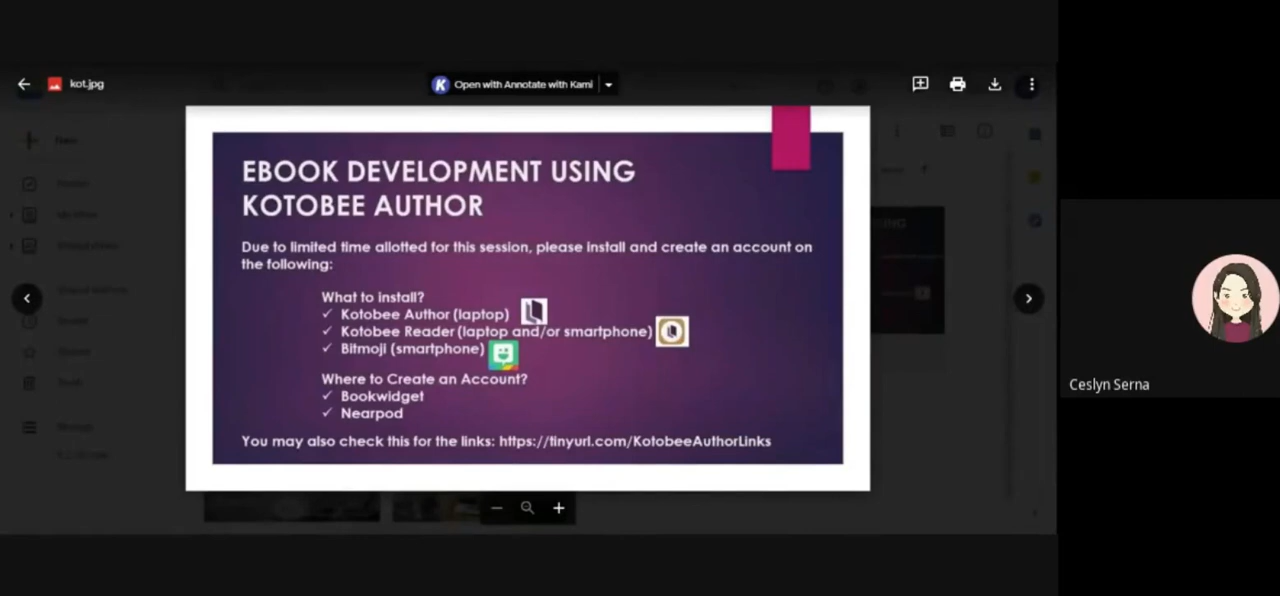 kot.jpg
Open with Annotate with Kami
EBOOK DEVELOPMENT USING
KOTOBEE AUTHOR
Due to limited time allotted for this session, please install and create an account on
the following:
What to install?
✓ Kotobee Author (laptop)
✓ Kotobee Reader (laptop and/or smartphone)
✓ Bitmoji (smartphone)
Where to Create an Account?
✓ Bookwidget
✓ Nearpod
You may also check this for the links: https://tinyurl.com/KotobeeAuthorLinks
Ceslyn Serna